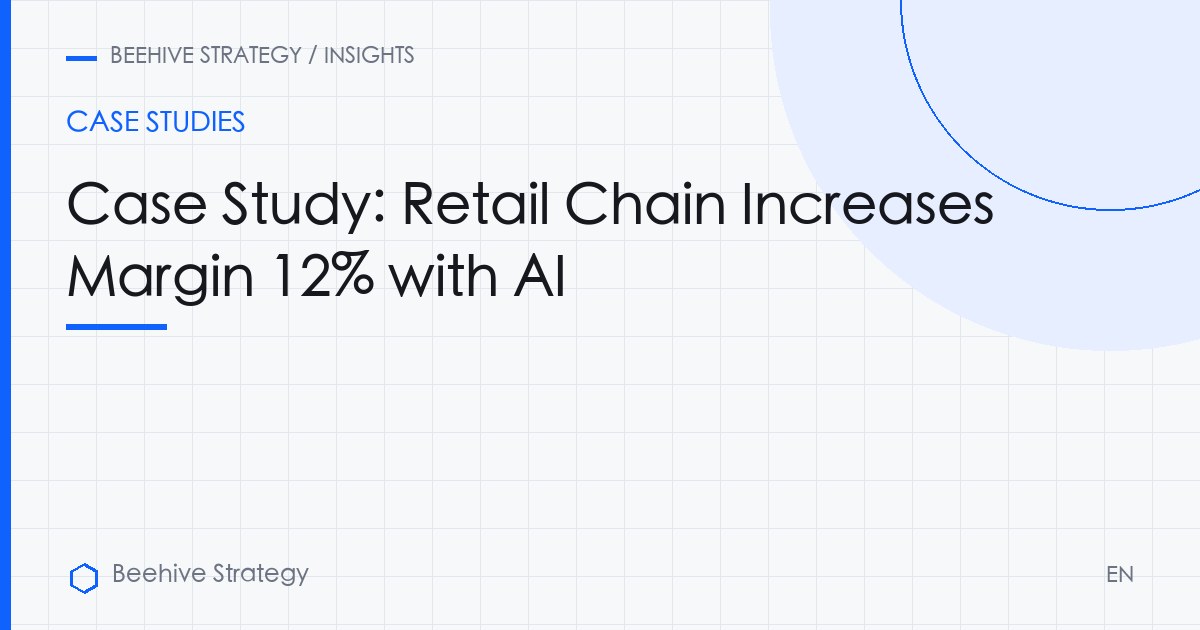 BEEHIVE STRATEGY / INSIGHTS
CASE STUDIES
Case Study: Retail Chain Increases
Margin 12% with AI
Beehive Strategy
EN